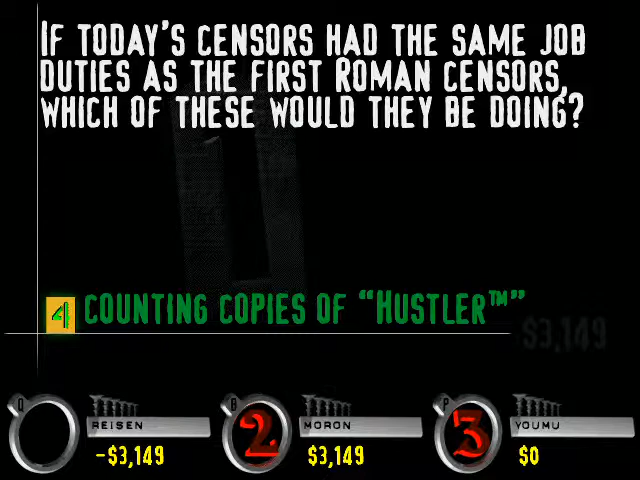 IF TODAY'S CENSORS HAD THE SAME JOB
DUTIES AS THE FIRST ROMAN CENSORS,
WHICH OF THESE WOULD THEY BE DOING?
4 COUNTING COPIES OF “HUSTLER™”
$3,149
Q B P
REISEN 2 MORON 3 YOUMU
-$3,149 $3,149 $0